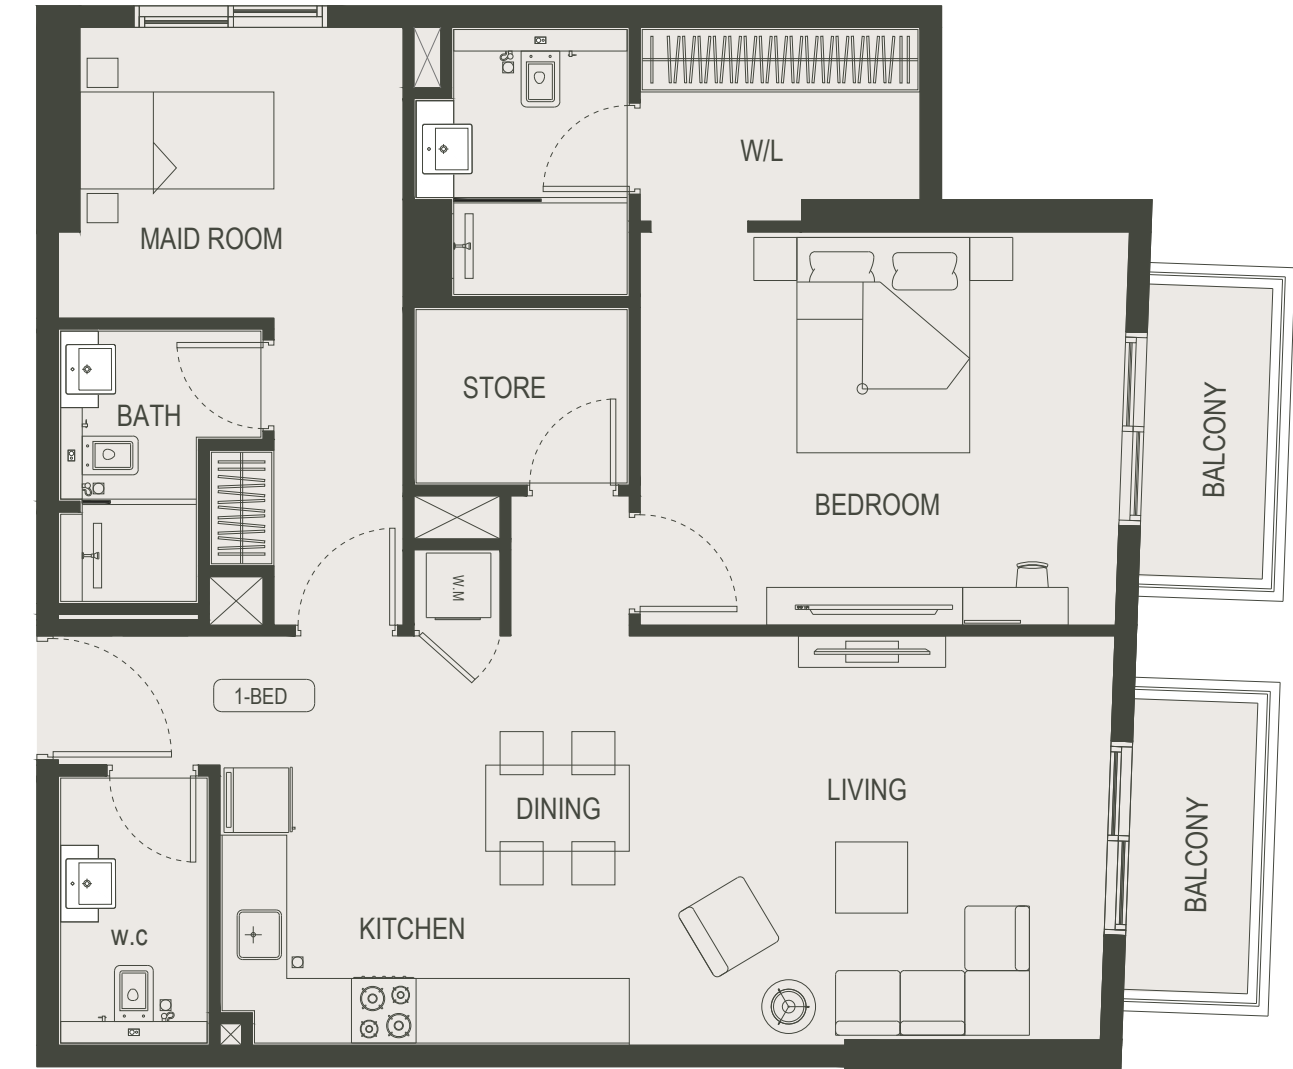 W/L
MAID ROOM
STORE
BATH
BALCONY
BEDROOM
W.M
1-BED
LIVING
DINING
BALCONY
KITCHEN
W.C